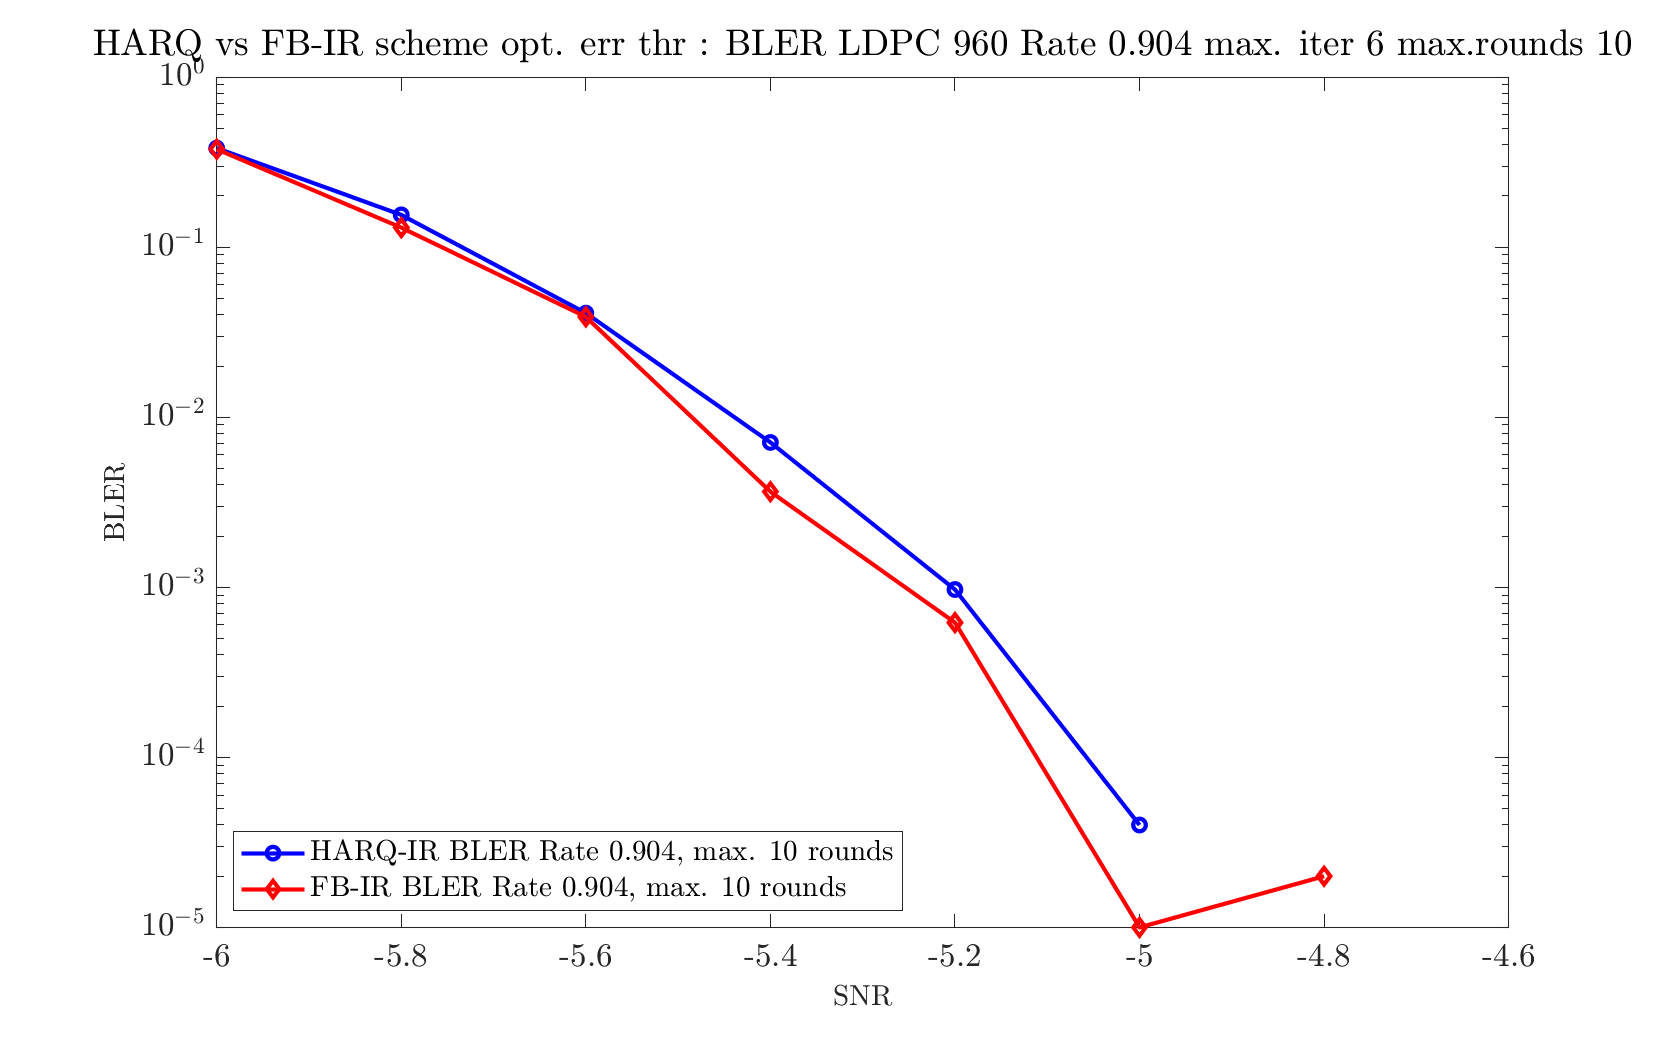 HARQ vs FB-IR scheme opt. err thr : BLER LDPC 960 Rate 0.904 max. iter 6 max.rounds 10
10^0
10^{-1}
10^{-2}
10^{-3}
10^{-4}
10^{-5}
BLER
HARQ-IR BLER Rate 0.904, max. 10 rounds
FB-IR BLER Rate 0.904, max. 10 rounds
-6 -5.8 -5.6 -5.4 -5.2 -5 -4.8 -4.6
SNR